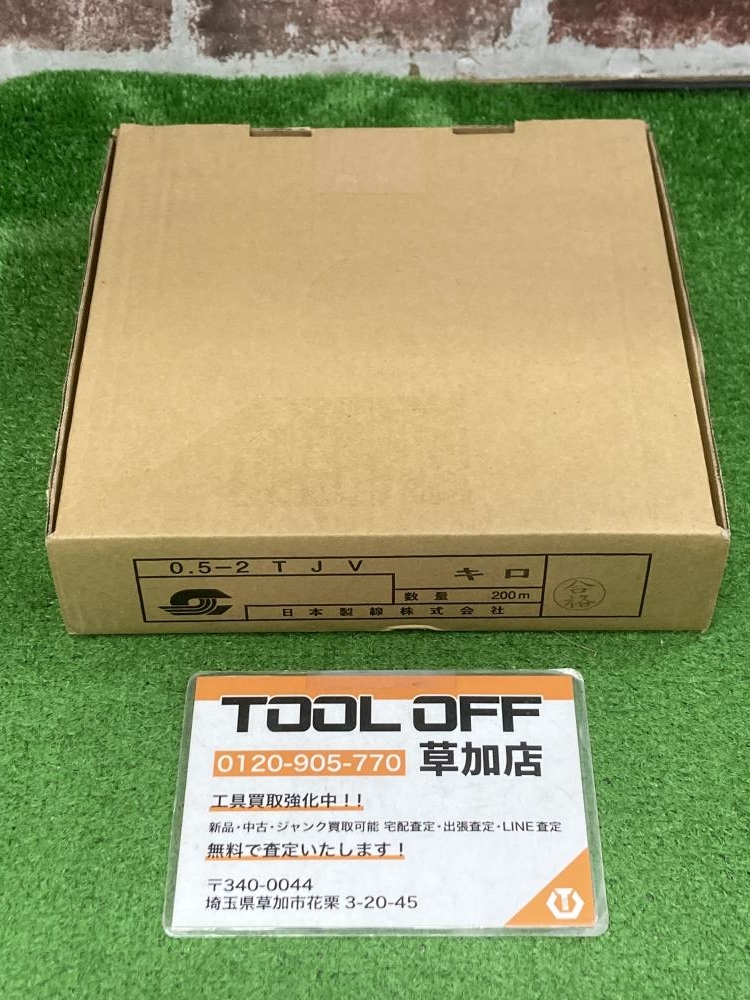 0.5-2 T J V
キロ
数量 200m
日本製線株式会社
合格
TOOL OFF
0120-905-770 草加店
工具買取強化中!!
新品・中古・ジャンク買取可能 宅配査定・出張査定・LINE査定
無料で査定いたします!
〒340-0044
埼玉県草加市花栗 3-20-45
T